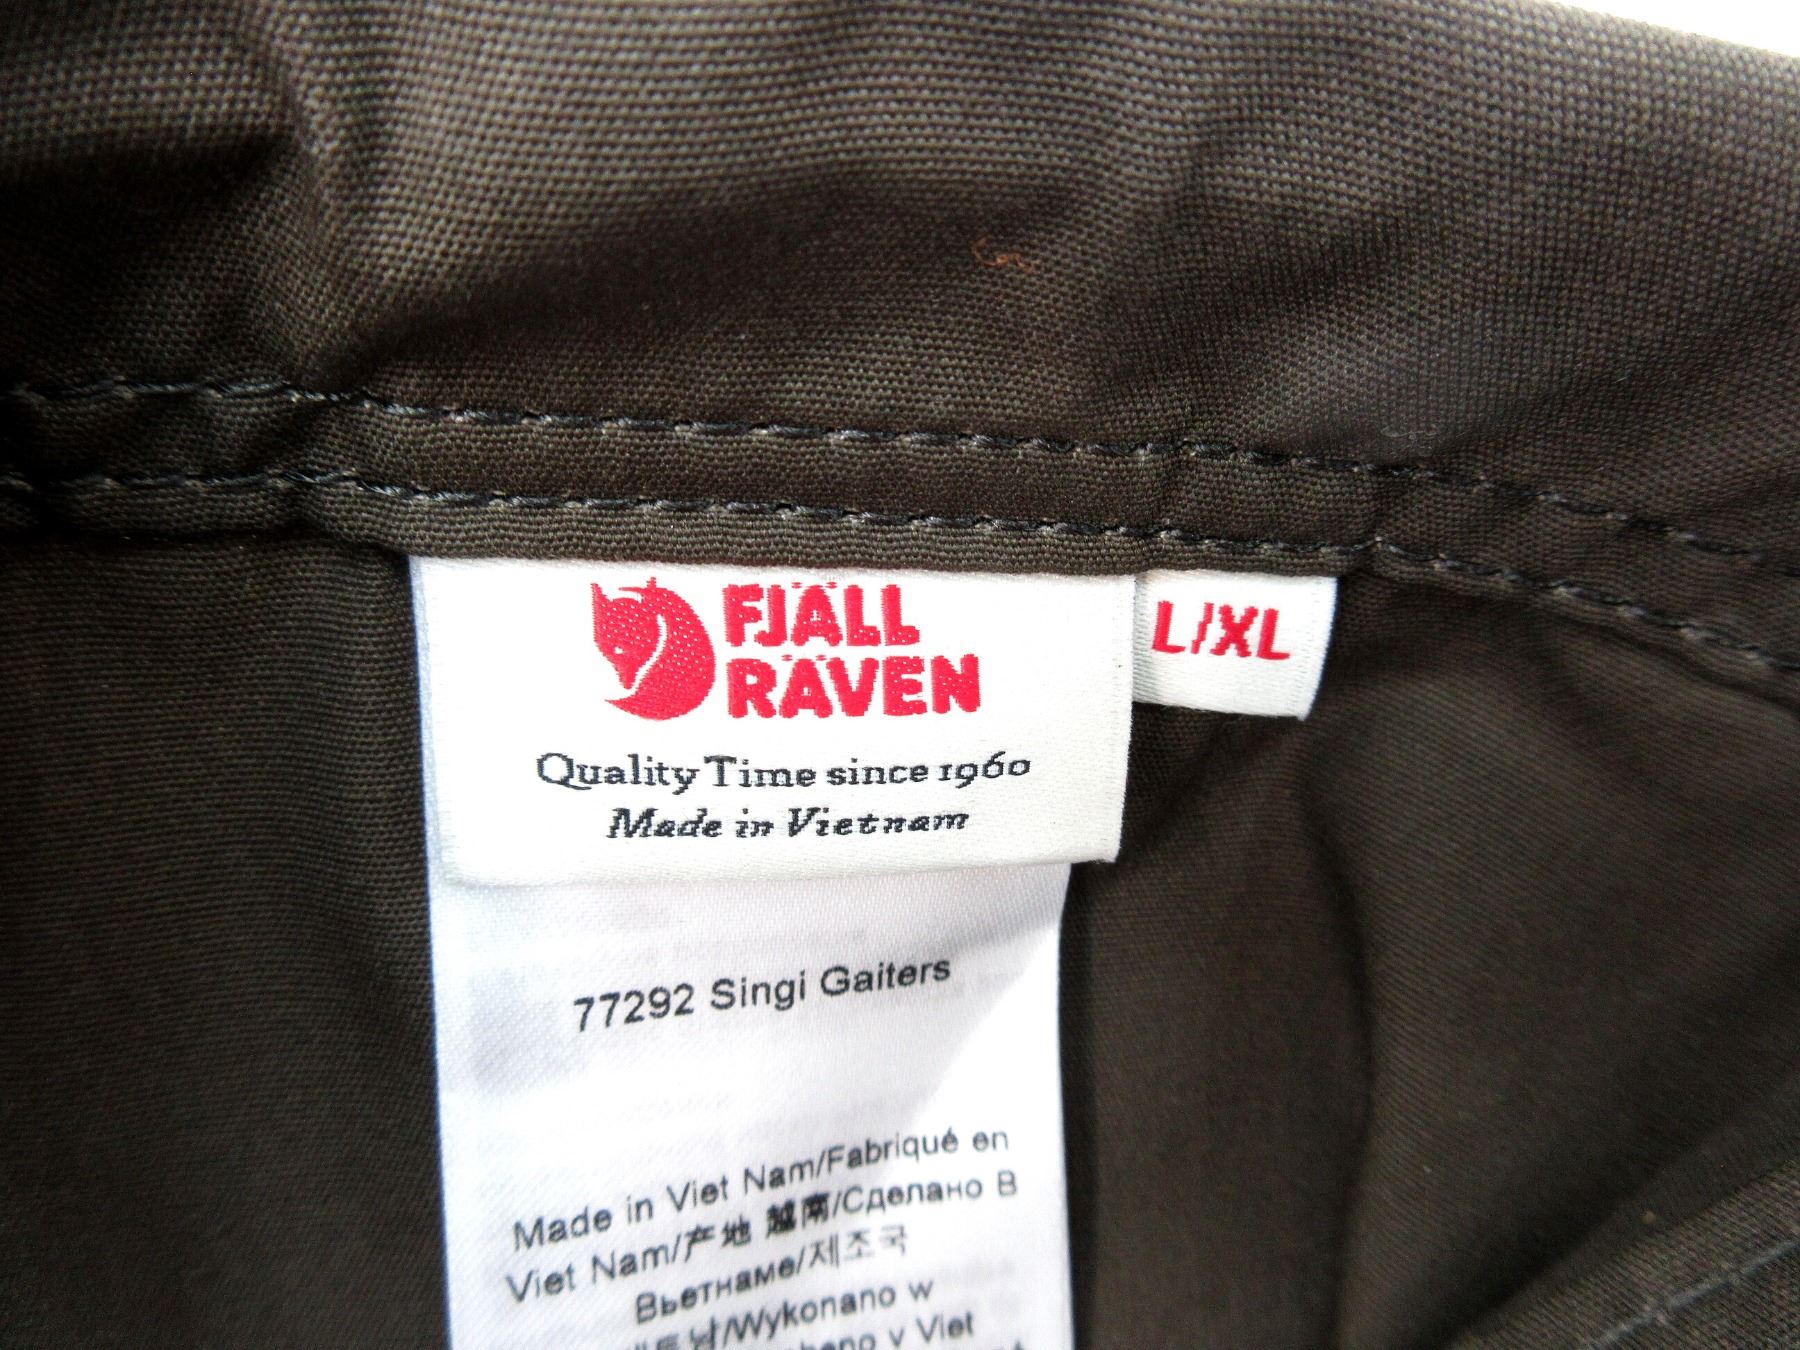 FJÄLL
RÄVEN
L/XL
Quality Time since 1960
Made in Vietnam
77292 Singi Gaiters
Made in Viet Nam/Fabriqué en
Viet Nam/产地 越南/Сделано В
Вьетнаме/제조국
/Wykonano w
v Viet